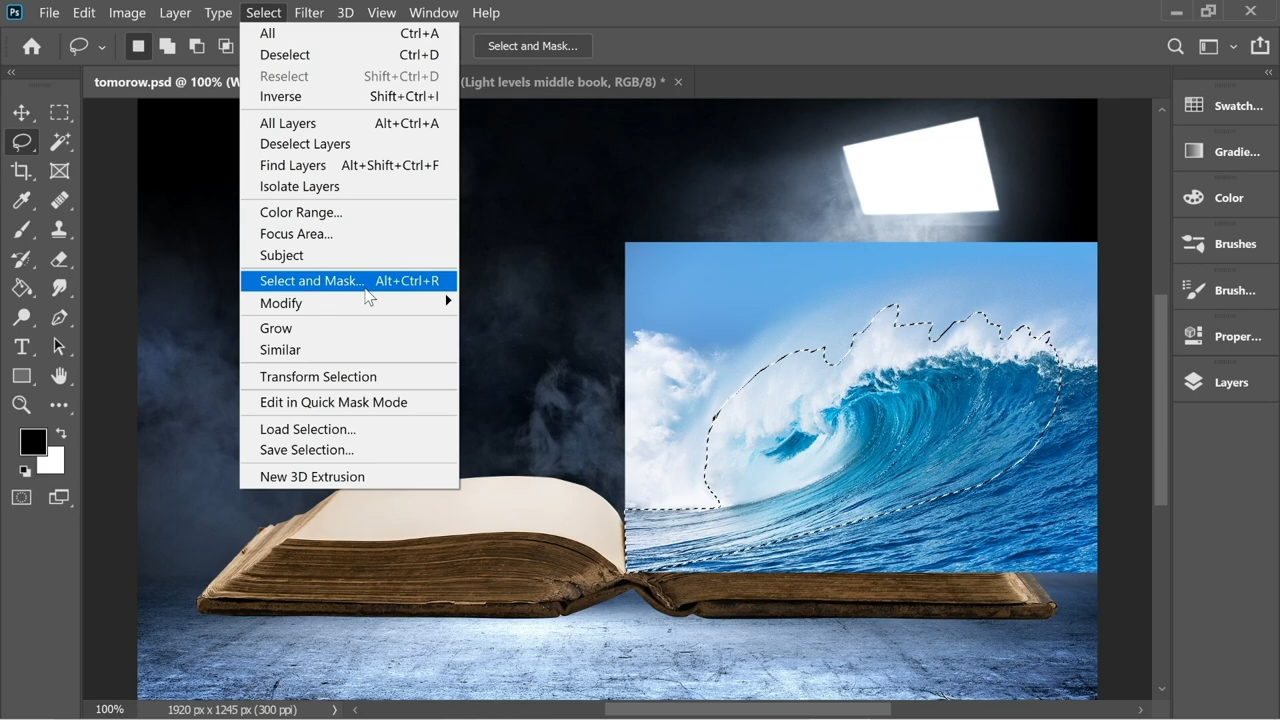 Ps File Edit Image Layer Type Select Filter 3D View Window Help
Select and Mask...
tomorow.psd @ 100% (W
(Light levels middle book, RGB/8) * ×
All Ctrl+A
Deselect Ctrl+D
Reselect Shift+Ctrl+D
Inverse Shift+Ctrl+I
All Layers Alt+Ctrl+A
Deselect Layers
Find Layers Alt+Shift+Ctrl+F
Isolate Layers
Color Range...
Focus Area...
Subject
Select and Mask... Alt+Ctrl+R
Modify
Grow
Similar
Transform Selection
Edit in Quick Mask Mode
Load Selection...
Save Selection...
New 3D Extrusion
Swatch...
Gradie...
Color
Brushes
Brush...
Proper...
Layers
100% 1920 px x 1245 px (300 ppi)